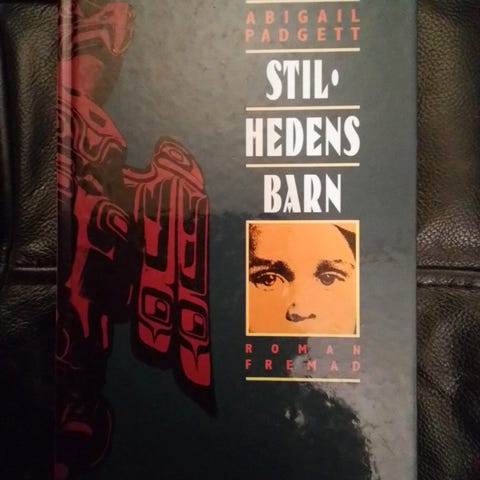 ABIGAIL
PADGETT
STIL·
HEDENS
BARN
ROMAN
FREMAD